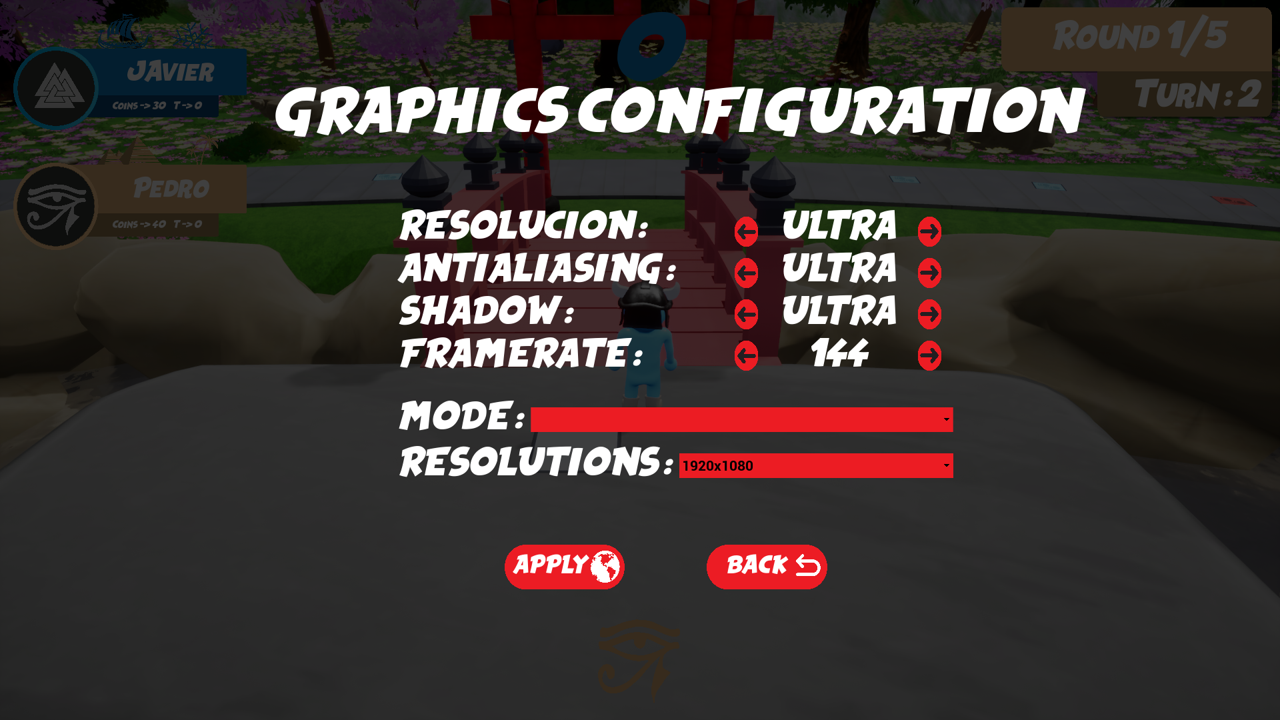 ROUND 1/5
JAVIER
COINS -> 30 T -> 0
TURN : 2
GRAPHICS CONFIGURATION
PEDRO
COINS -> 40 T -> 0
RESOLUCION : ULTRA
ANTIALIASING : ULTRA
SHADOW : ULTRA
FRAMERATE : 144
MODE :
RESOLUTIONS : 1920x1080
APPLY BACK